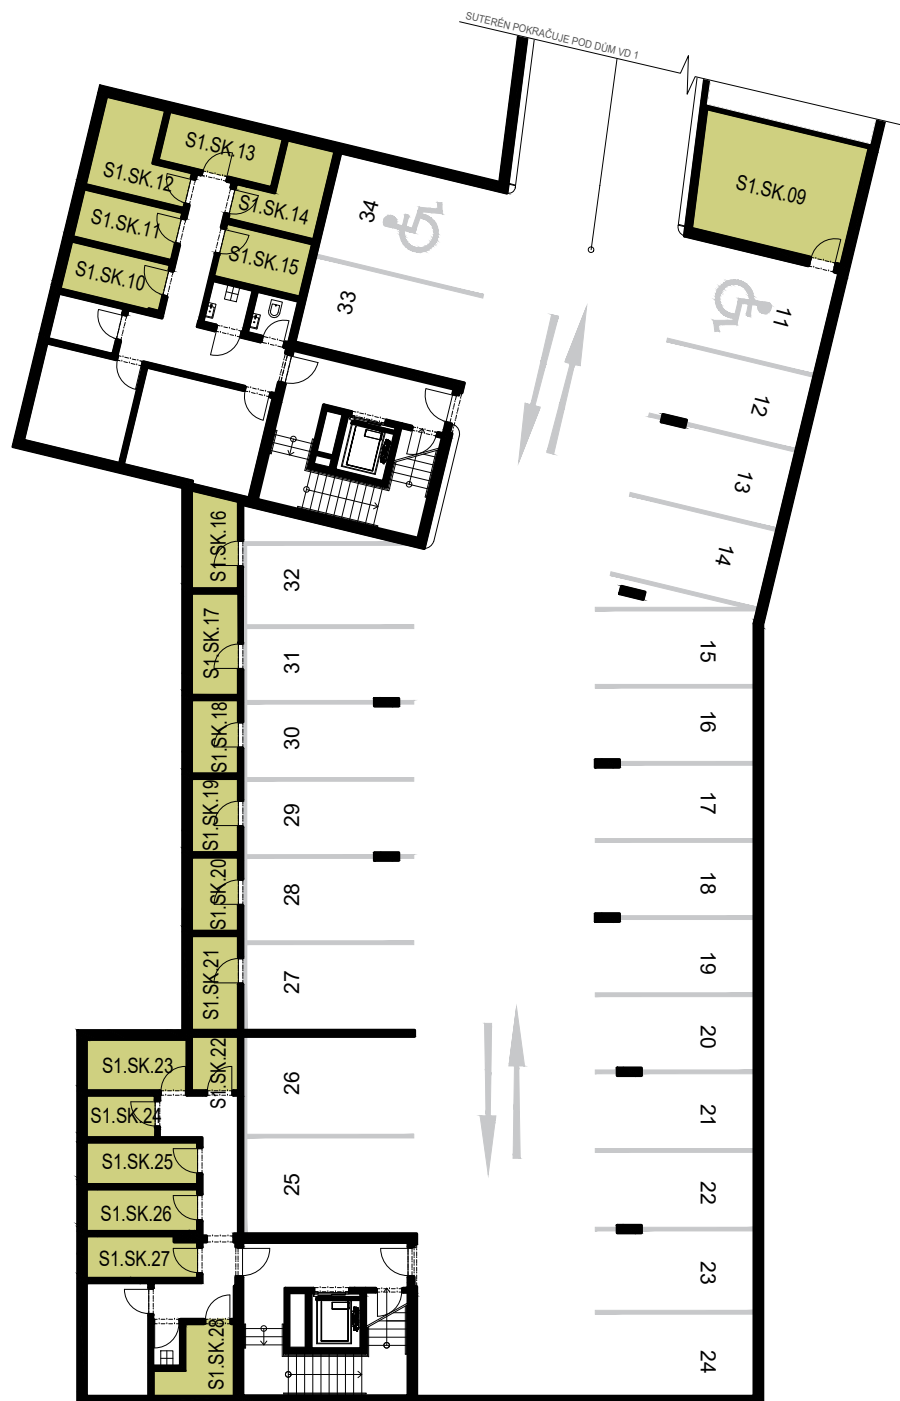 SUTERÉN POKRAČUJE POD DŮM VD 1
S1.SK.13
S1.SK.12
S1.SK.14
S1.SK.11
S1.SK.15
S1.SK.10
S1.SK.09
34
33
11
12
13
14
S1.SK.16
S1.SK.17
S1.SK.18
S1.SK.19
S1.SK.20
S1.SK.21
S1.SK.22
32
31
30
29
28
27
26
25
15
16
17
18
19
20
21
22
23
24
S1.SK.23
S1.SK.24
S1.SK.25
S1.SK.26
S1.SK.27
S1.SK.28